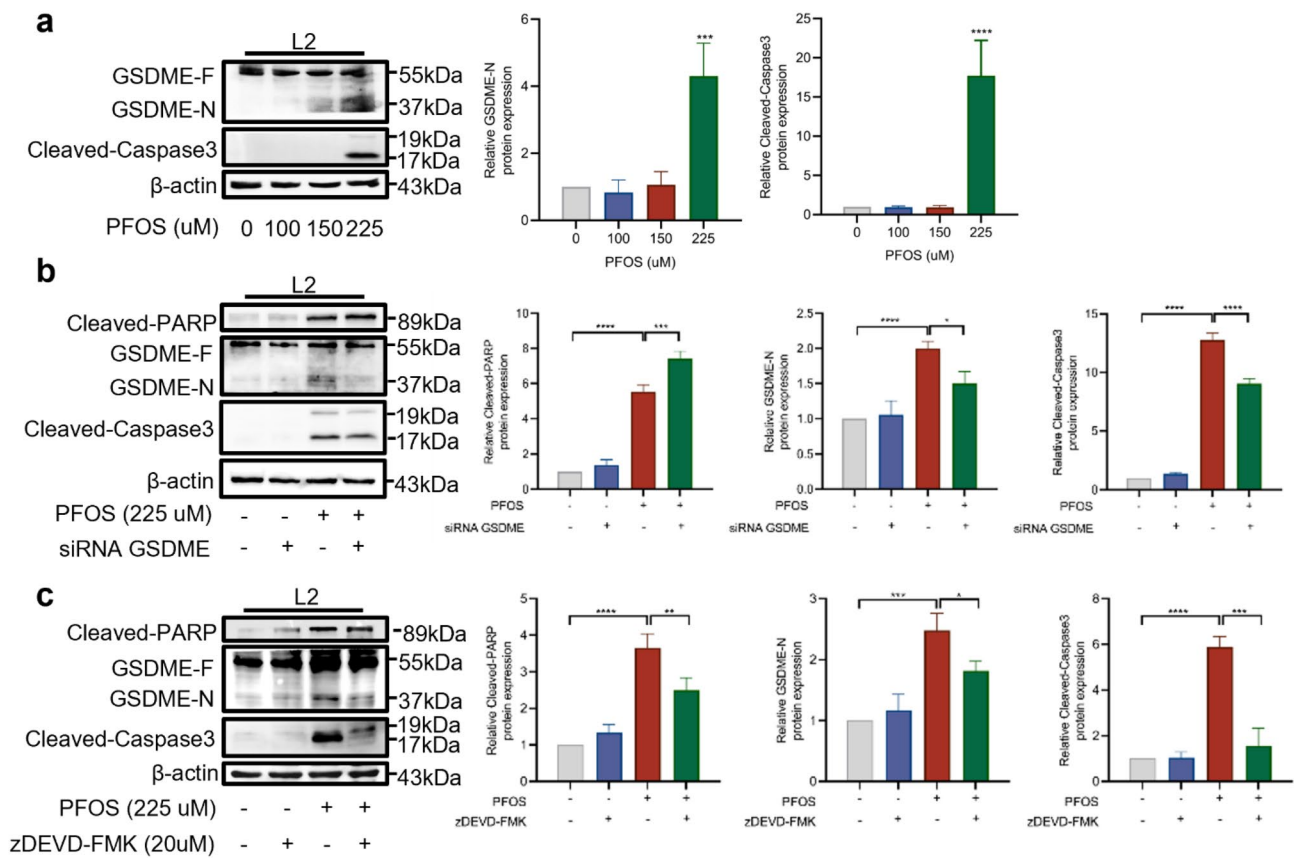 a
L2
GSDME-F
55kDa
GSDME-N
37kDa
Cleaved-Caspase3
19kDa
17kDa
β-actin
43kDa
PFOS (uM) 0 100 150 225
Relative GSDME-N
protein expression
6
4
2
0
***
0 100 150 225
PFOS (uM)
Relative Cleaved-Caspase3
protein expression
25
20
15
10
5
0
****
0 100 150 225
PFOS (uM)
b
L2
Cleaved-PARP
89kDa
GSDME-F
55kDa
GSDME-N
37kDa
Cleaved-Caspase3
19kDa
17kDa
β-actin
43kDa
PFOS (225 uM) - - + +
siRNA GSDME - + - +
Relative Cleaved-PARP
protein expression
10
8
6
4
2
0
**** ***
PFOS - - + +
siRNA GSDME - + - +
Relative GSDME-N
protein expression
2.5
2.0
1.5
1.0
0.5
0.0
**** *
PFOS - - + +
siRNA GSDME - + - +
Relative Cleaved-Caspase3
protein expression
15
10
5
0
**** ****
PFOS - - + +
siRNA GSDME - + - +
c
L2
Cleaved-PARP
89kDa
GSDME-F
55kDa
GSDME-N
37kDa
Cleaved-Caspase3
19kDa
17kDa
β-actin
43kDa
PFOS (225 uM) - - + +
zDEVD-FMK (20uM) - + - +
Relative Cleaved-PARP
protein expression
5
4
3
2
1
0
**** **
PFOS - - + +
zDEVD-FMK - + - +
Relative GSDME-N
protein expression
3
2
1
0
*** *
PFOS - - + +
zDEVD-FMK - + - +
Relative Cleaved-Caspase3
protein expression
8
6
4
2
0
**** ***
PFOS - - + +
zDEVD-FMK - + - +